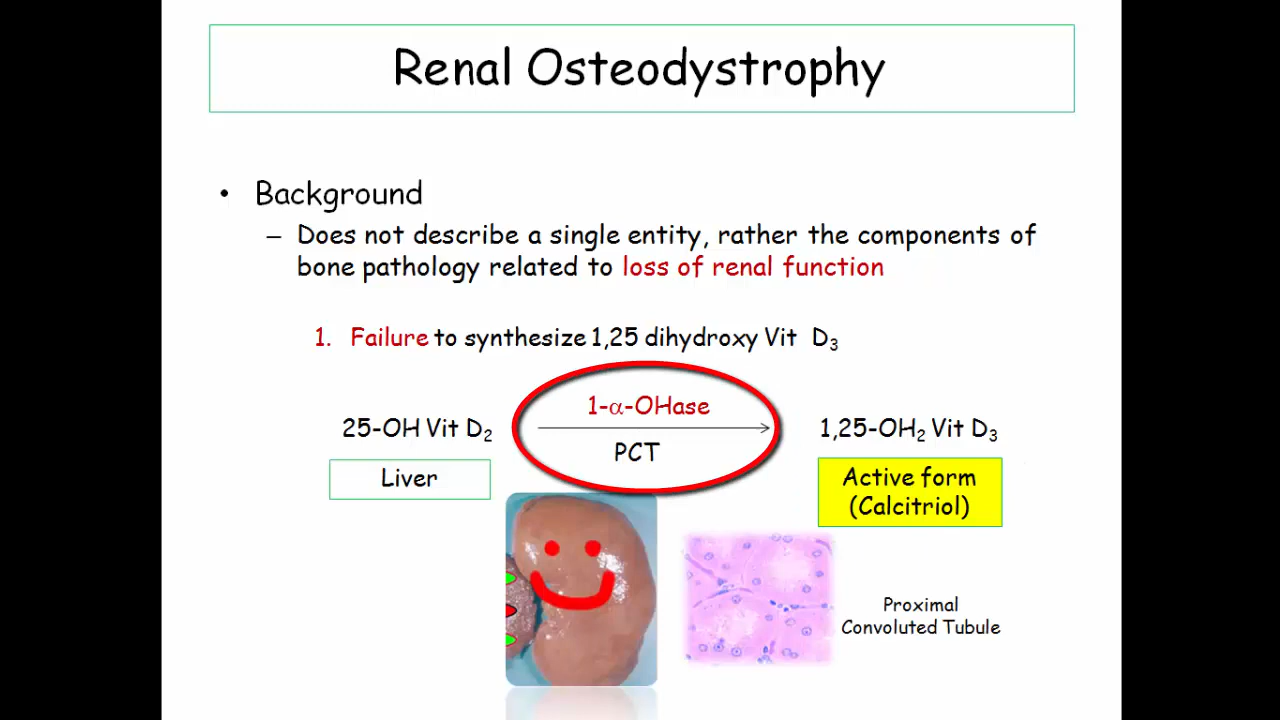 Renal Osteodystrophy
• Background
– Does not describe a single entity, rather the components of
bone pathology related to loss of renal function
1. Failure to synthesize 1,25 dihydroxy Vit D₃
1-α-OHase
25-OH Vit D₂
1,25-OH₂ Vit D₃
PCT
Liver
Active form
(Calcitriol)
Proximal
Convoluted Tubule